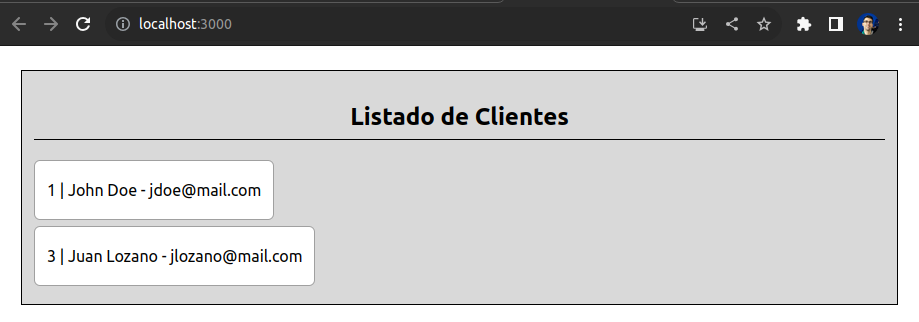 localhost:3000
Listado de Clientes
1 | John Doe - jdoe@mail.com
3 | Juan Lozano - jlozano@mail.com